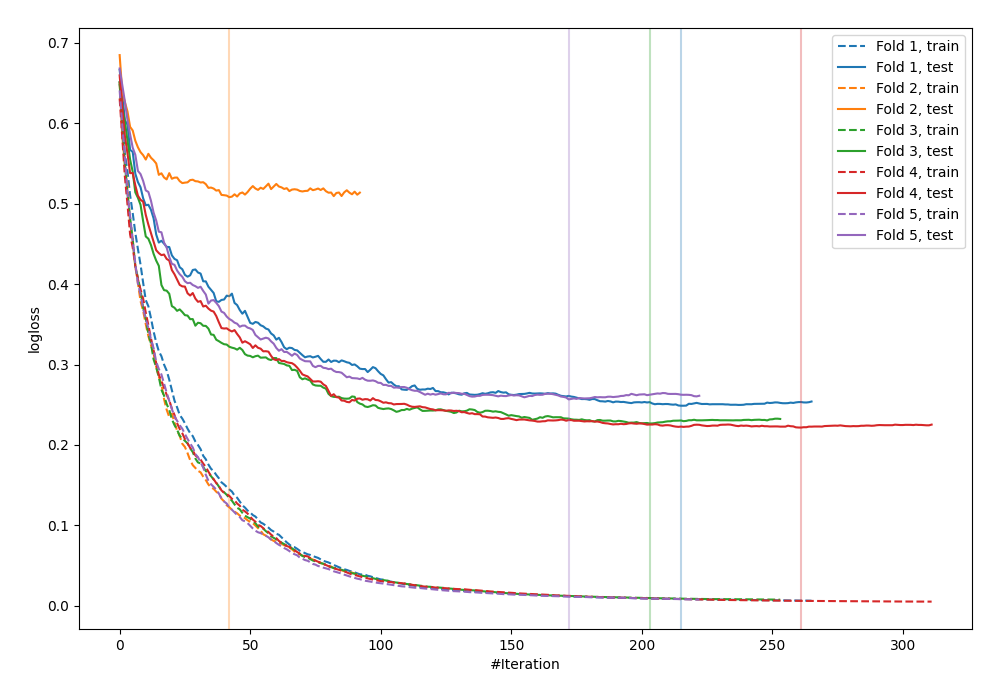 0.7
0.6
0.5
0.4
0.3
0.2
0.1
0.0
logloss
0
50
100
150
200
250
300
#Iteration
Fold 1, train
Fold 1, test
Fold 2, train
Fold 2, test
Fold 3, train
Fold 3, test
Fold 4, train
Fold 4, test
Fold 5, train
Fold 5, test